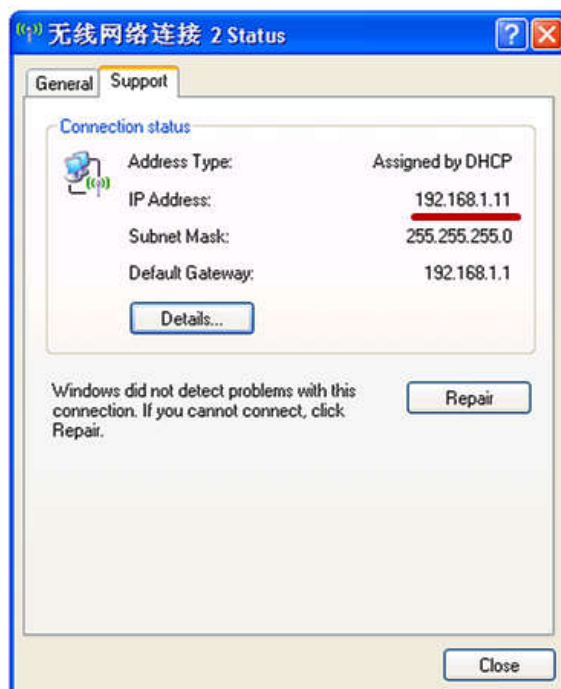 无线网络连接 2 Status
General Support
Connection status
Address Type: Assigned by DHCP
IP Address: 192.168.1.11
Subnet Mask: 255.255.255.0
Default Gateway: 192.168.1.1
Details...
Windows did not detect problems with this
connection. If you cannot connect, click
Repair.
Repair
Close